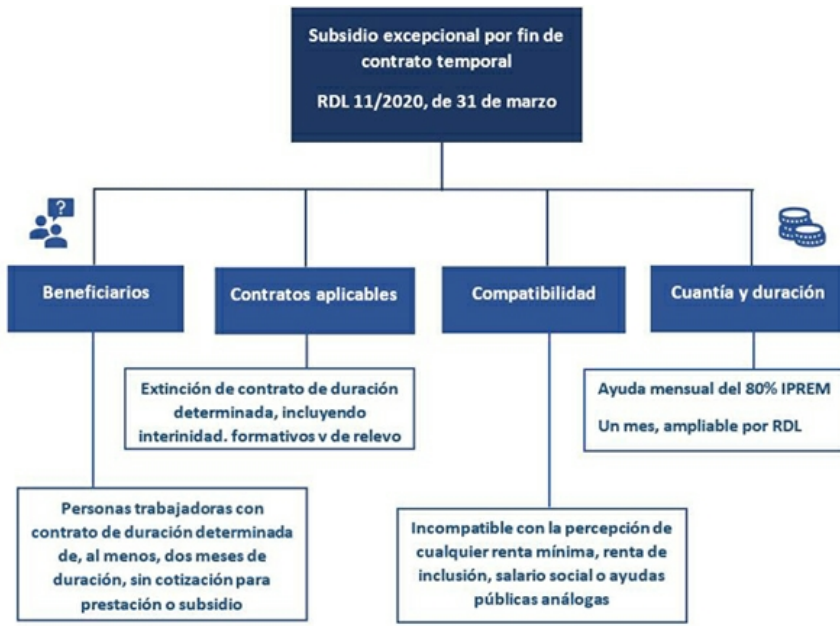 Subsidio excepcional por fin de
contrato temporal
RDL 11/2020, de 31 de marzo
?
Beneficiarios
Contratos aplicables
Compatibilidad
Cuantía y duración
Extinción de contrato de duración
determinada, incluyendo
interinidad. formativos v de relevo
Ayuda mensual del 80% IPREM
Un mes, ampliable por RDL
Personas trabajadoras con
contrato de duración determinada
de, al menos, dos meses de
duración, sin cotización para
prestación o subsidio
Incompatible con la percepción de
cualquier renta mínima, renta de
inclusión, salario social o ayudas
públicas análogas